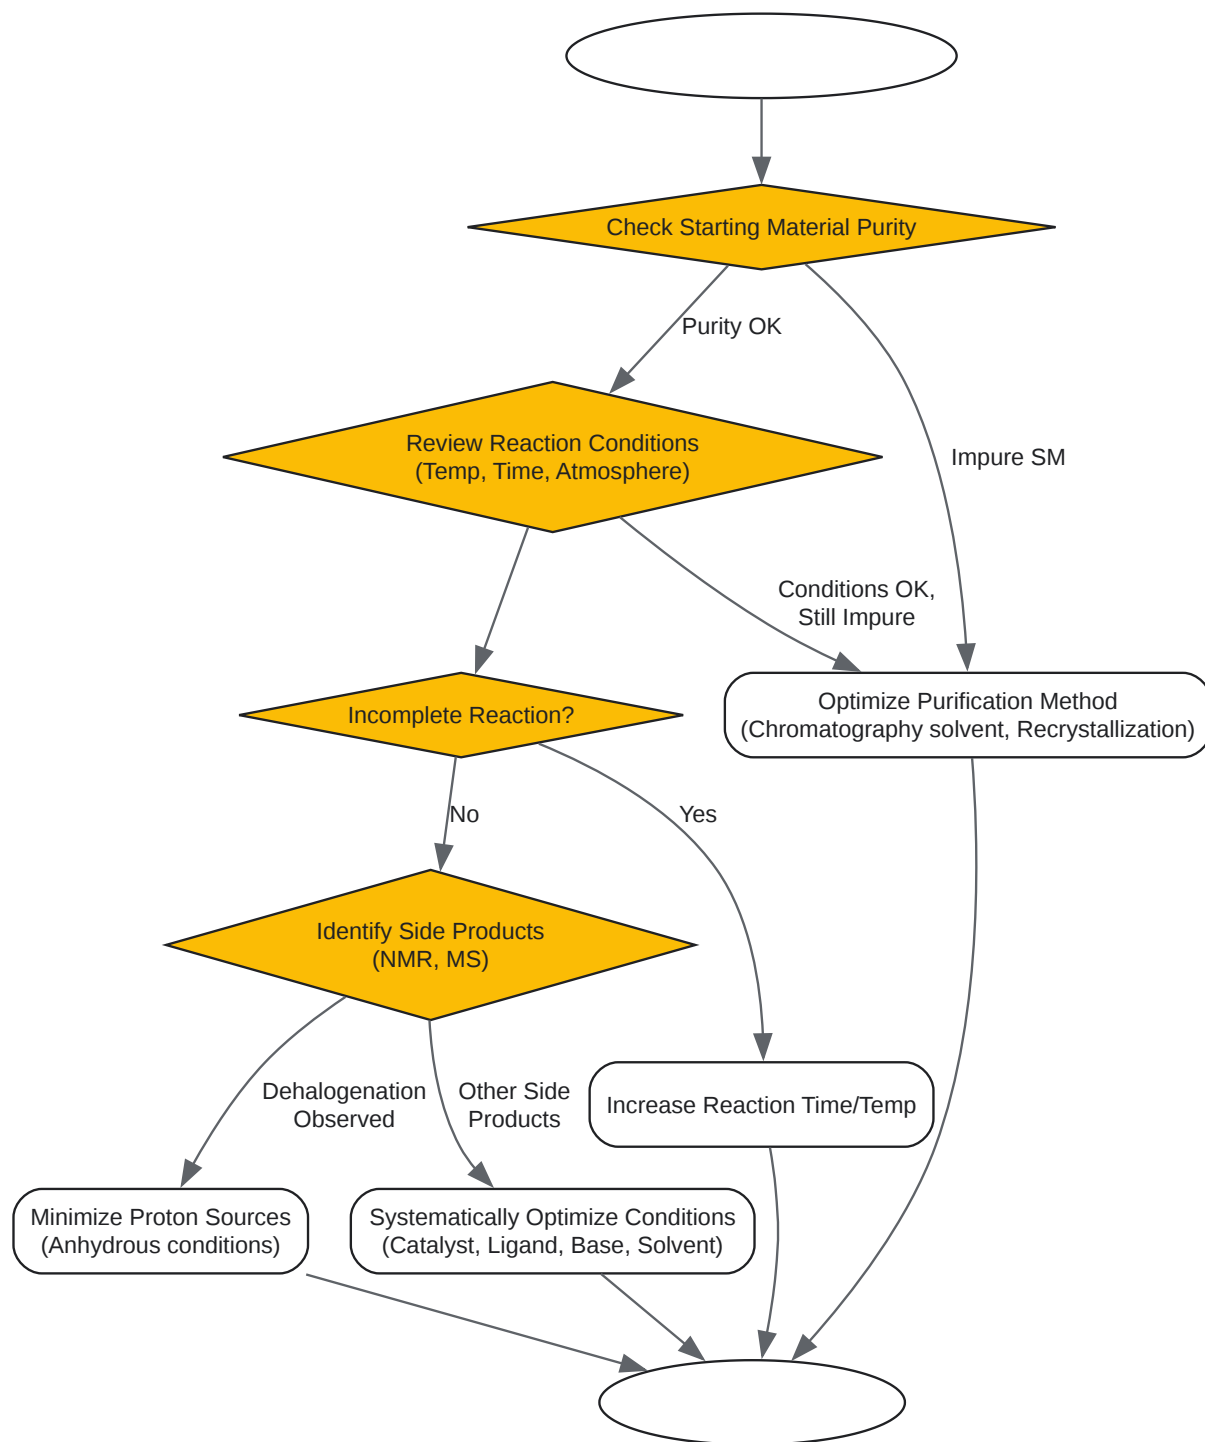 Check Starting Material Purity
Purity OK
Review Reaction Conditions
(Temp, Time, Atmosphere)
Impure SM
Conditions OK,
Still Impure
Incomplete Reaction?
Optimize Purification Method
(Chromatography solvent, Recrystallization)
No
Yes
Identify Side Products
(NMR, MS)
Dehalogenation
Observed
Other Side
Products
Increase Reaction Time/Temp
Minimize Proton Sources
(Anhydrous conditions)
Systematically Optimize Conditions
(Catalyst, Ligand, Base, Solvent)